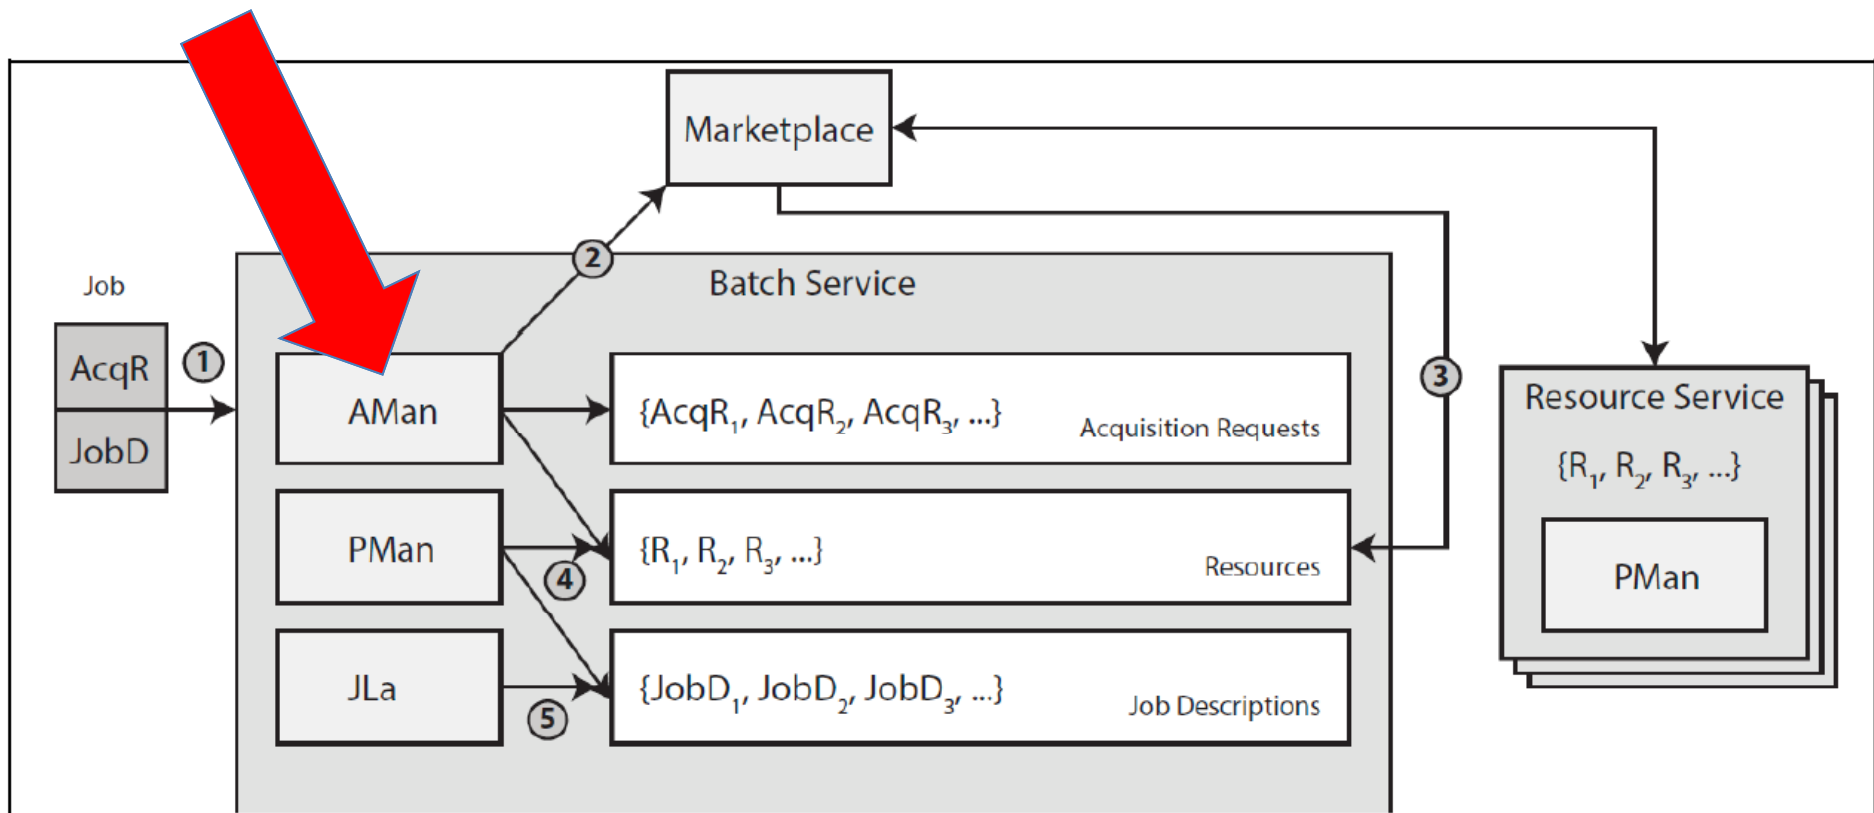 Marketplace
2
Batch Service
Job
AcqR
1
JobD
AMan
{AcqR1, AcqR2, AcqR3, ...}
Acquisition Requests
3
Resource Service
{R1, R2, R3, ...}
PMan
PMan
4
{R1, R2, R3, ...}
Resources
JLa
5
{JobD1, JobD2, JobD3, ...}
Job Descriptions